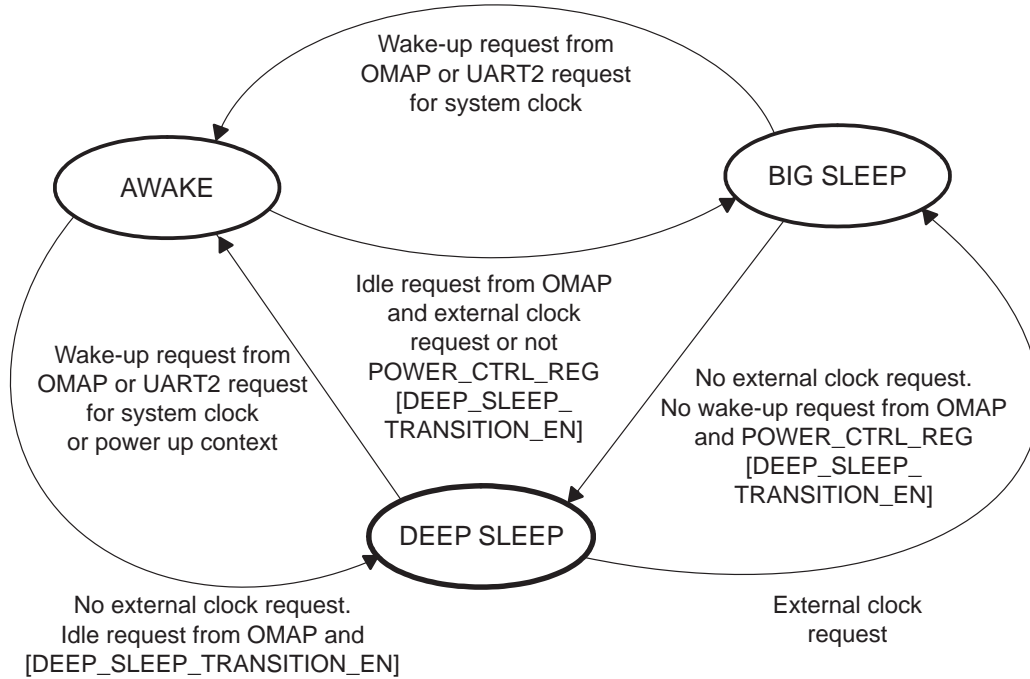 Wake-up request from
OMAP or UART2 request
for system clock
AWAKE
BIG SLEEP
Idle request from OMAP
and external clock
request or not
POWER_CTRL_REG
[DEEP_SLEEP_
TRANSITION_EN]
Wake-up request from
OMAP or UART2 request
for system clock
or power up context
No external clock request.
No wake-up request from OMAP
and POWER_CTRL_REG
[DEEP_SLEEP_
TRANSITION_EN]
DEEP SLEEP
No external clock request.
Idle request from OMAP and
[DEEP_SLEEP_TRANSITION_EN]
External clock
request